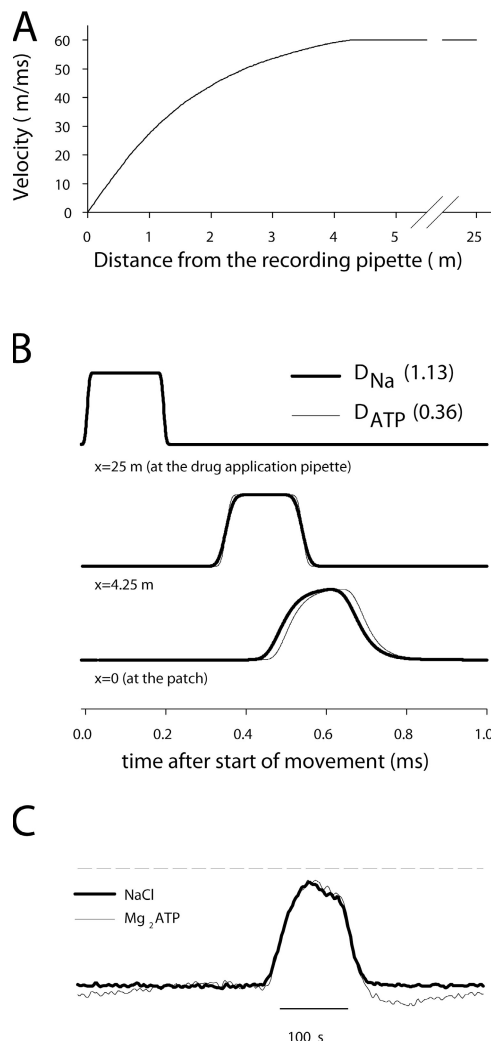 A
Velocity ( m/ms)
60
50
40
30
20
10
0
0 1 2 3 4 5 25
Distance from the recording pipette ( m)
B
D Na (1.13)
D ATP (0.36)
x=25 m (at the drug application pipette)
x=4.25 m
x=0 (at the patch)
0.0 0.2 0.4 0.6 0.8 1.0
time after start of movement (ms)
C
NaCl
Mg 2 ATP
100 s